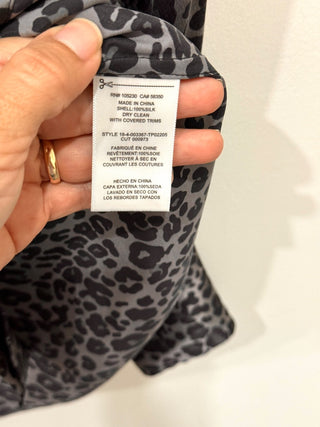 RN# 105230 CA# 58350
MADE IN CHINA
SHELL:100%SILK
DRY CLEAN
WITH COVERED TRIMS
STYLE 18-4-003367-TP02205
CUT 000973
FABRIQUÉ EN CHINE
REVÊTEMENT:100%SOIE
NETTOYER À SEC EN
COUVRANT LES COUTURES
HECHO EN CHINA
CAPA EXTERNA:100%SEDA
LAVADO EN SECO CON
LOS REBORDES TAPADOS